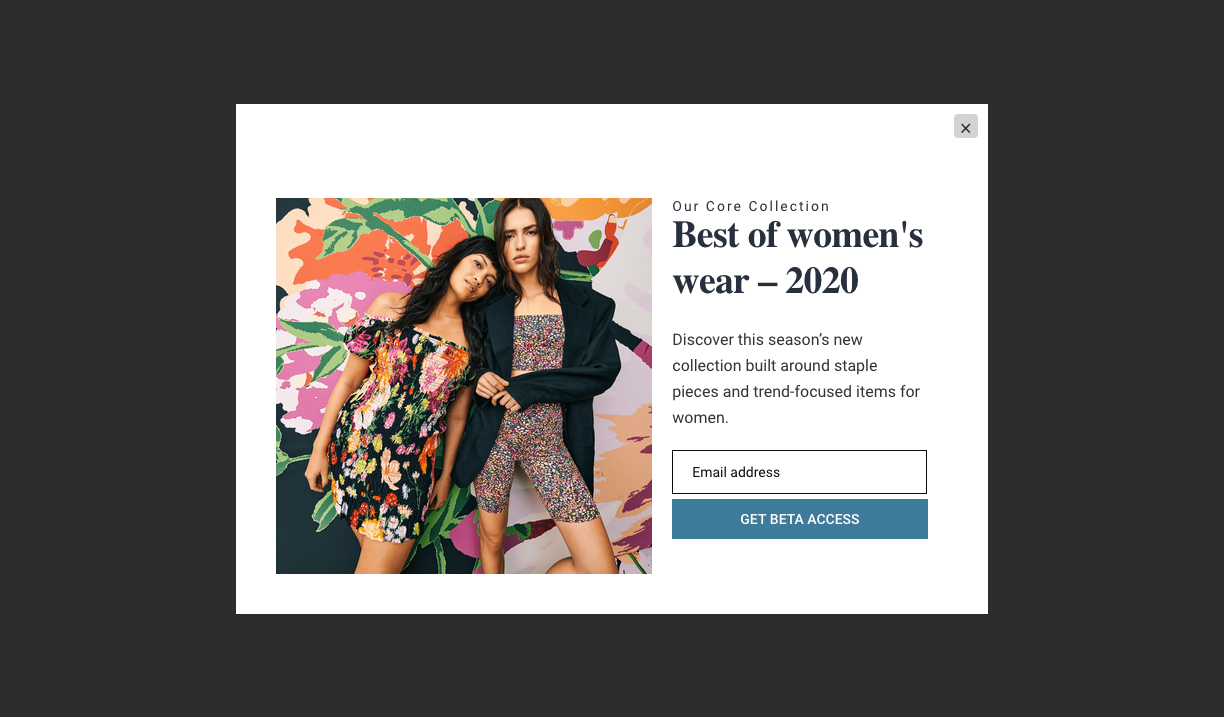 Our Core Collection
Best of women's
wear – 2020
Discover this season’s new
collection built around staple
pieces and trend-focused items for
women.
Email address
GET BETA ACCESS